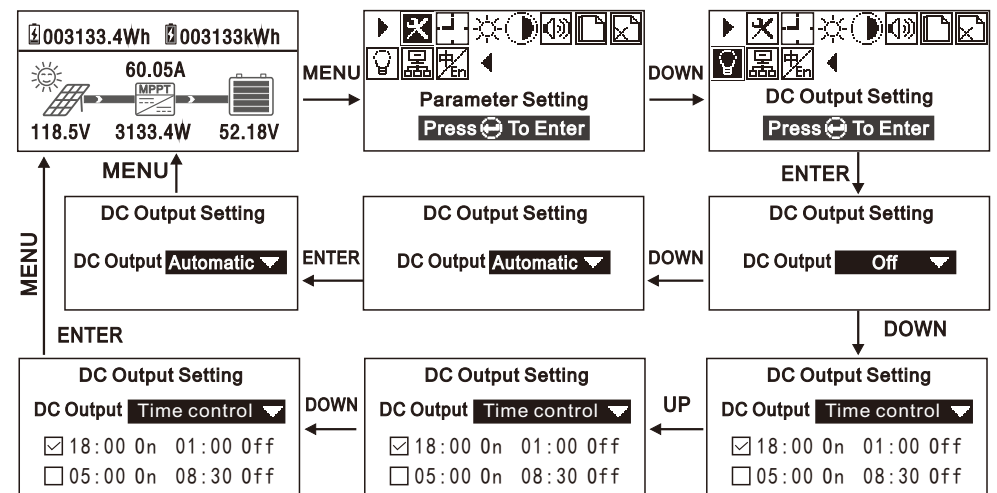 003133.4Wh 003133kWh
60.05A
MPPT
118.5V 3133.4W 52.18V
MENU
中/En
Parameter Setting
Press To Enter
DOWN
中/En
DC Output Setting
Press To Enter
MENU
ENTER
DC Output Setting
DC Output Automatic
ENTER
DC Output Setting
DC Output Automatic
DOWN
DC Output Setting
DC Output Off
MENU
ENTER
DOWN
DC Output Setting
DC Output Time control
18:00 On 01:00 Off
05:00 On 08:30 Off
DOWN
DC Output Setting
DC Output Time control
18:00 On 01:00 Off
05:00 On 08:30 Off
UP
DC Output Setting
DC Output Time control
18:00 On 01:00 Off
05:00 On 08:30 Off